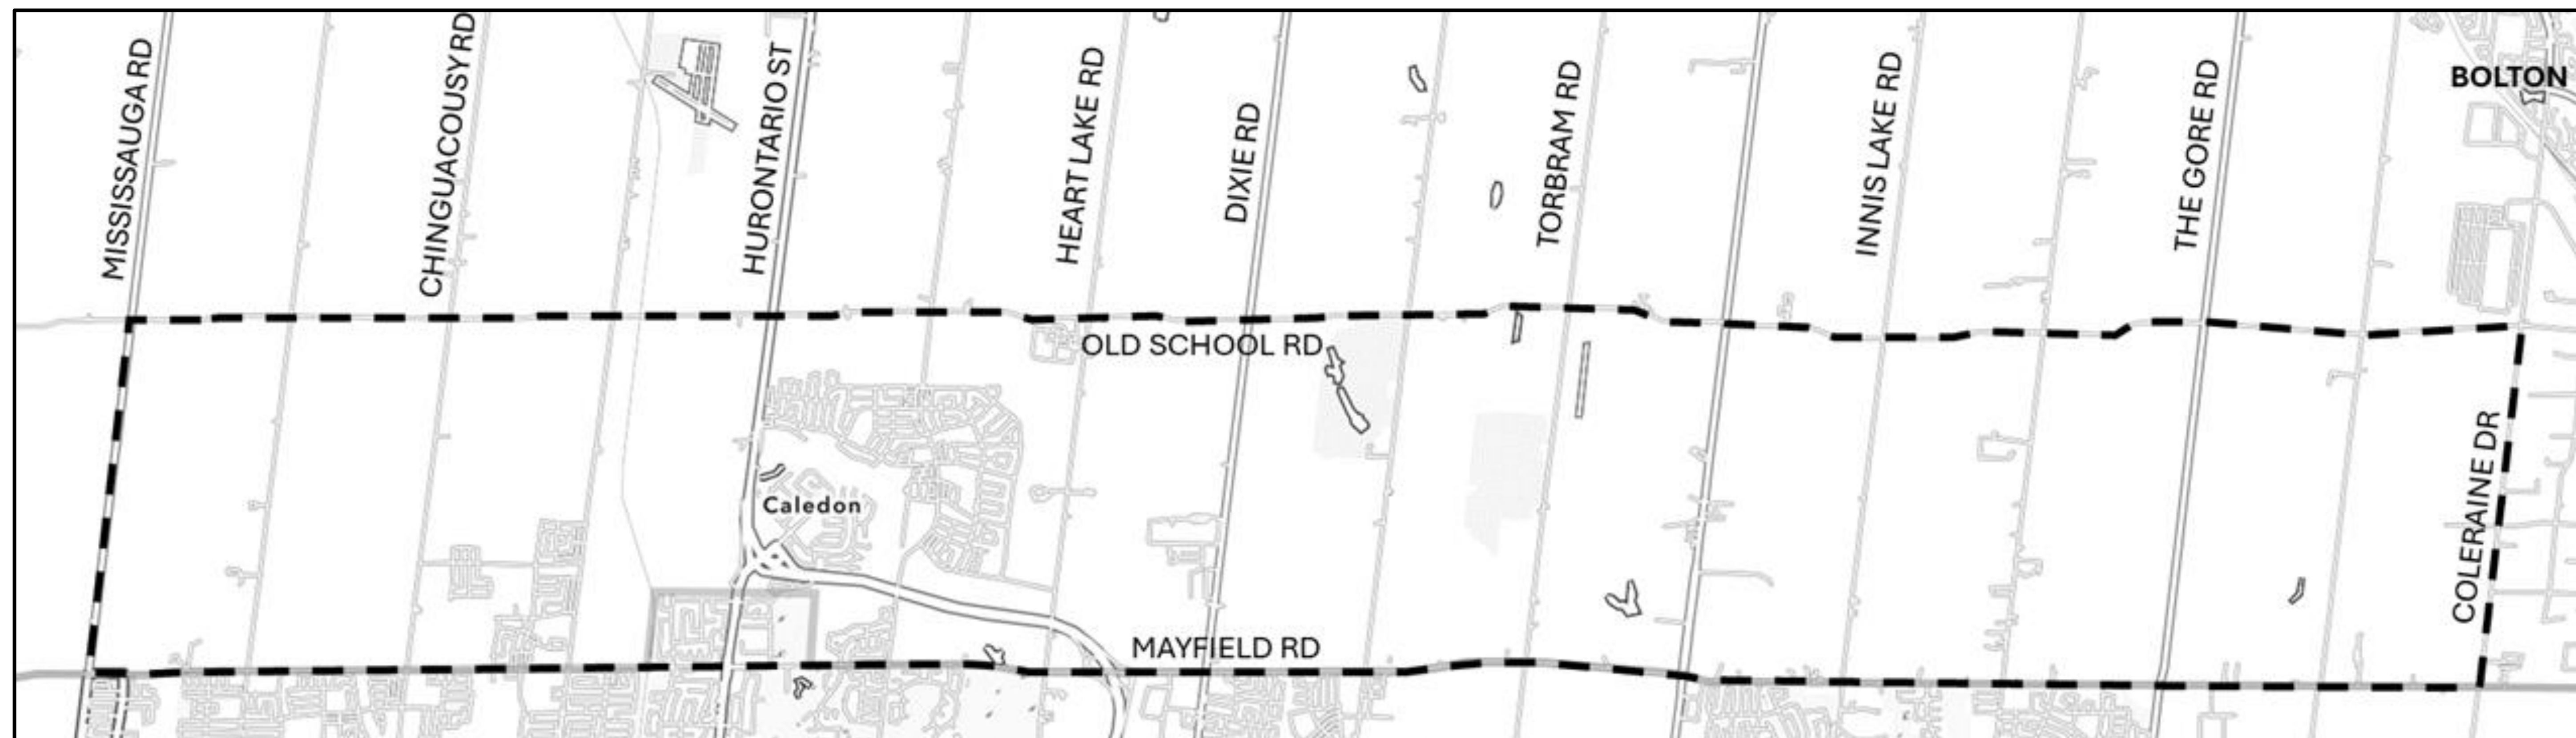 MISSISSAUGA RD
CHINGUACOUSY RD
HURONTARIO ST
HEART LAKE RD
DIXIE RD
TORBRAM RD
INNIS LAKE RD
THE GORE RD
BOLTON
OLD SCHOOL RD
Caledon
COLERAINE DR
MAYFIELD RD